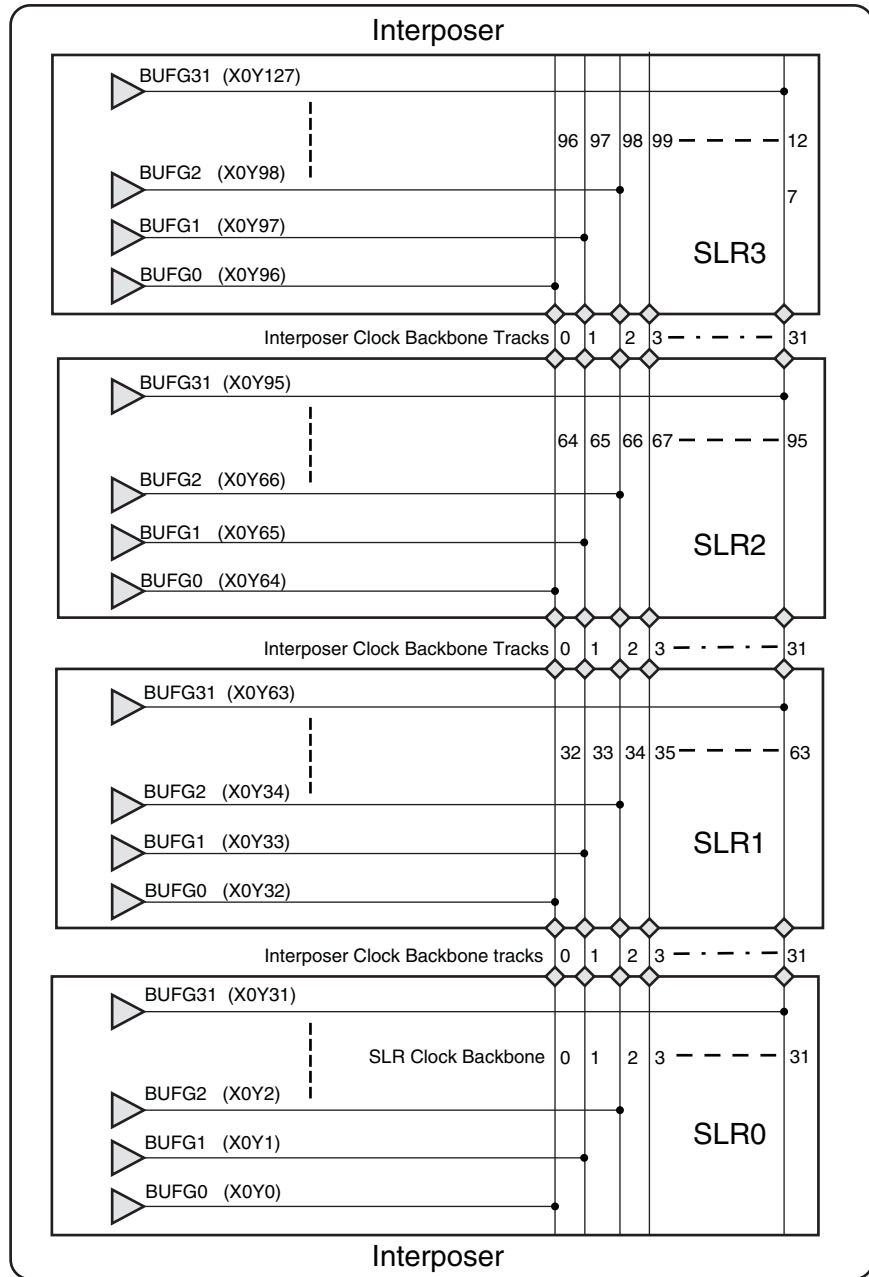 Interposer
BUFG31 (X0Y127)
96 97 98 99 12
7
BUFG2 (X0Y98)
BUFG1 (X0Y97)
SLR3
BUFG0 (X0Y96)
Interposer Clock Backbone Tracks 0 1 2 3 31
BUFG31 (X0Y95)
64 65 66 67 95
BUFG2 (X0Y66)
BUFG1 (X0Y65)
SLR2
BUFG0 (X0Y64)
Interposer Clock Backbone Tracks 0 1 2 3 31
BUFG31 (X0Y63)
32 33 34 35 63
BUFG2 (X0Y34)
BUFG1 (X0Y33)
SLR1
BUFG0 (X0Y32)
Interposer Clock Backbone tracks 0 1 2 3 31
BUFG31 (X0Y31)
SLR Clock Backbone 0 1 2 3 31
BUFG2 (X0Y2)
BUFG1 (X0Y1)
SLR0
BUFG0 (X0Y0)
Interposer